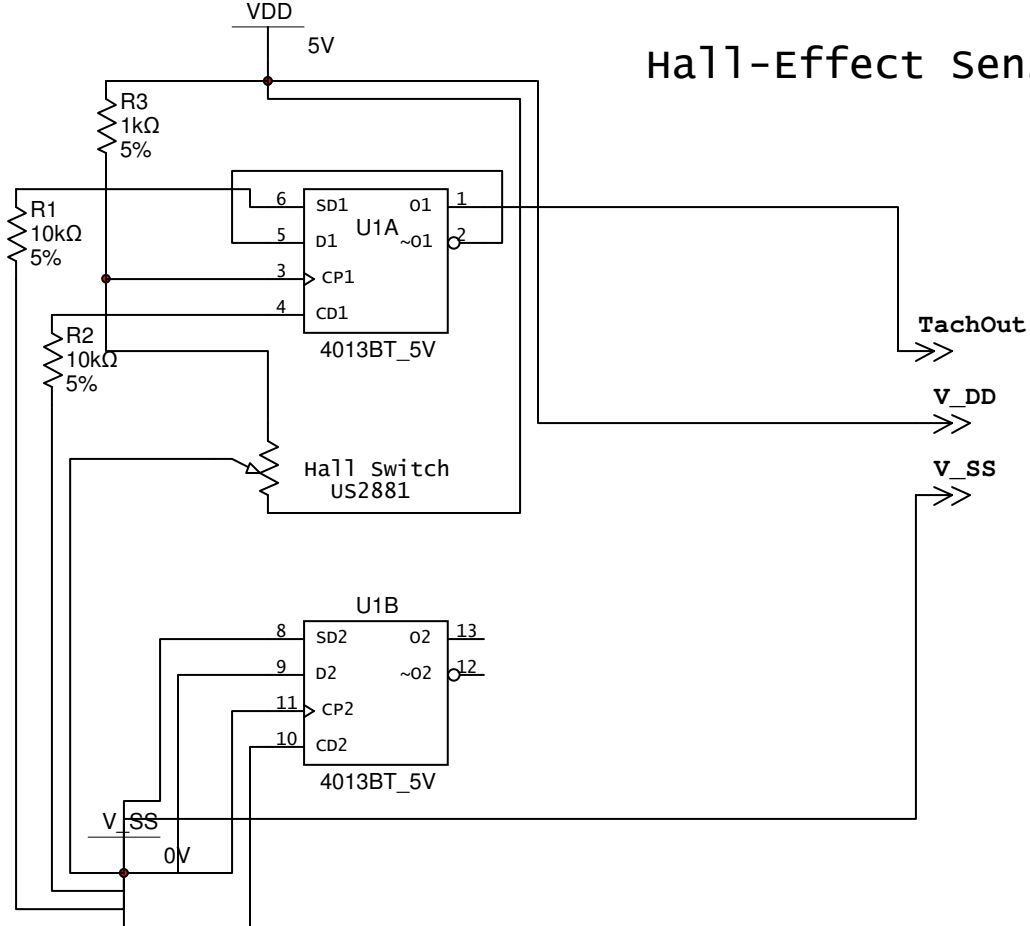 VDD
5V
Hall-Effect Sen
R3
1kΩ
5%
R1
10kΩ
5%
6 SD1 O1 1
U1A
5 D1 ~O1 2
3 CP1
4 CD1
4013BT_5V
R2
10kΩ
5%
TachOut
V_DD
V_SS
Hall Switch
US2881
U1B
8 SD2 O2 13
9 D2 ~O2 12
11 CP2
10 CD2
4013BT_5V
V_SS
0V